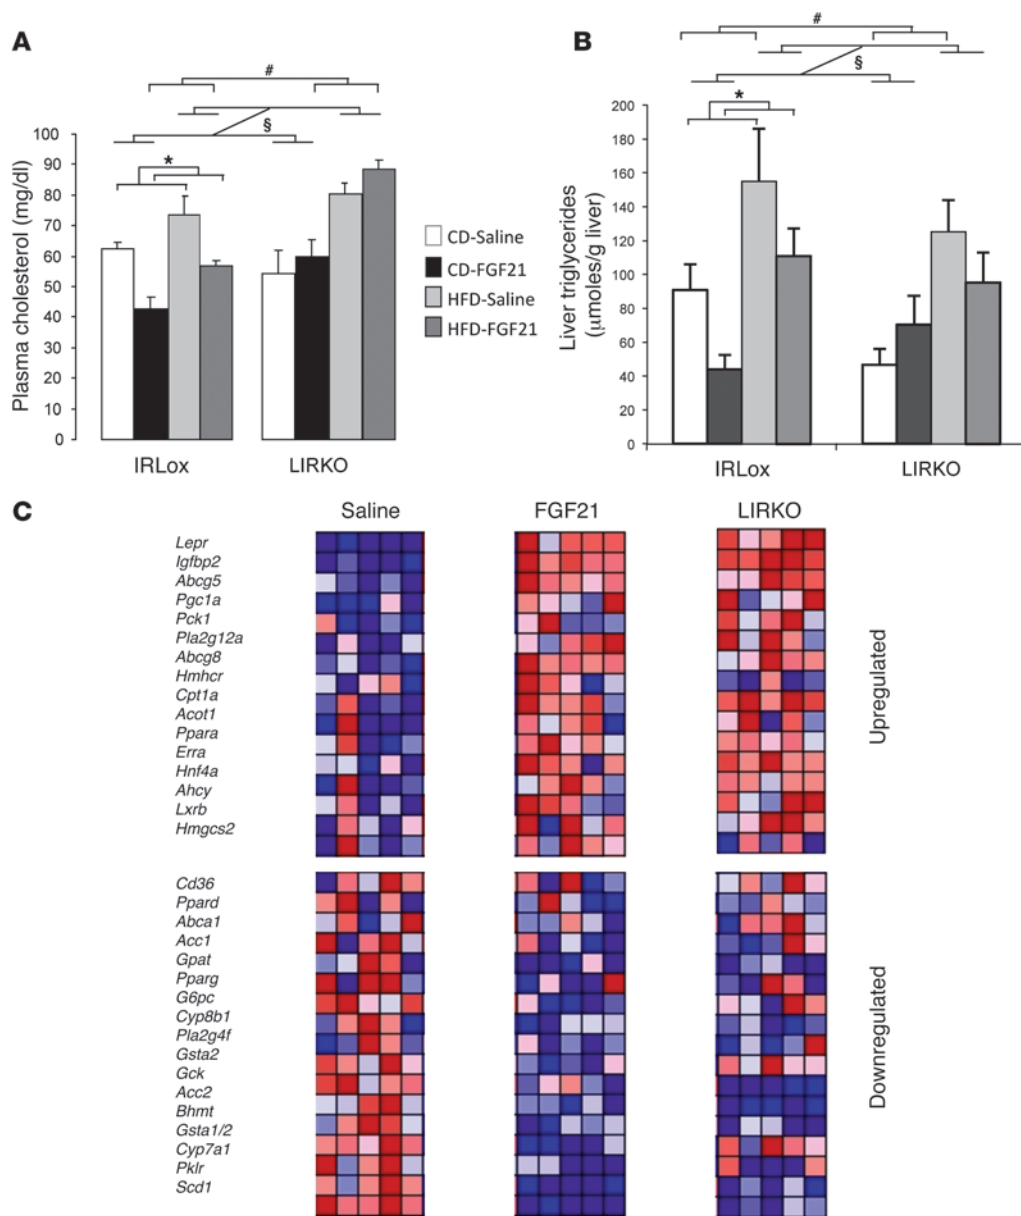 A
#
§
*
Plasma cholesterol (mg/dl)
100
90
80
70
60
50
40
30
20
10
0
IRLox
LIRKO
CD-Saline
CD-FGF21
HFD-Saline
HFD-FGF21
B
#
§
*
Liver triglycerides
(μmoles/g liver)
200
180
160
140
120
100
80
60
40
20
0
IRLox
LIRKO
C
Saline
FGF21
LIRKO
Lepr
Igfbp2
Abcg5
Pgc1a
Pck1
Pla2g12a
Abcg8
Hmhcr
Cpt1a
Acot1
Ppara
Erra
Hnf4a
Ahcy
Lxrb
Hmgcs2
Upregulated
Cd36
Ppard
Abca1
Acc1
Gpat
Pparg
G6pc
Cyp8b1
Pla2g4f
Gsta2
Gck
Acc2
Bhmt
Gsta1/2
Cyp7a1
Pklr
Scd1
Downregulated